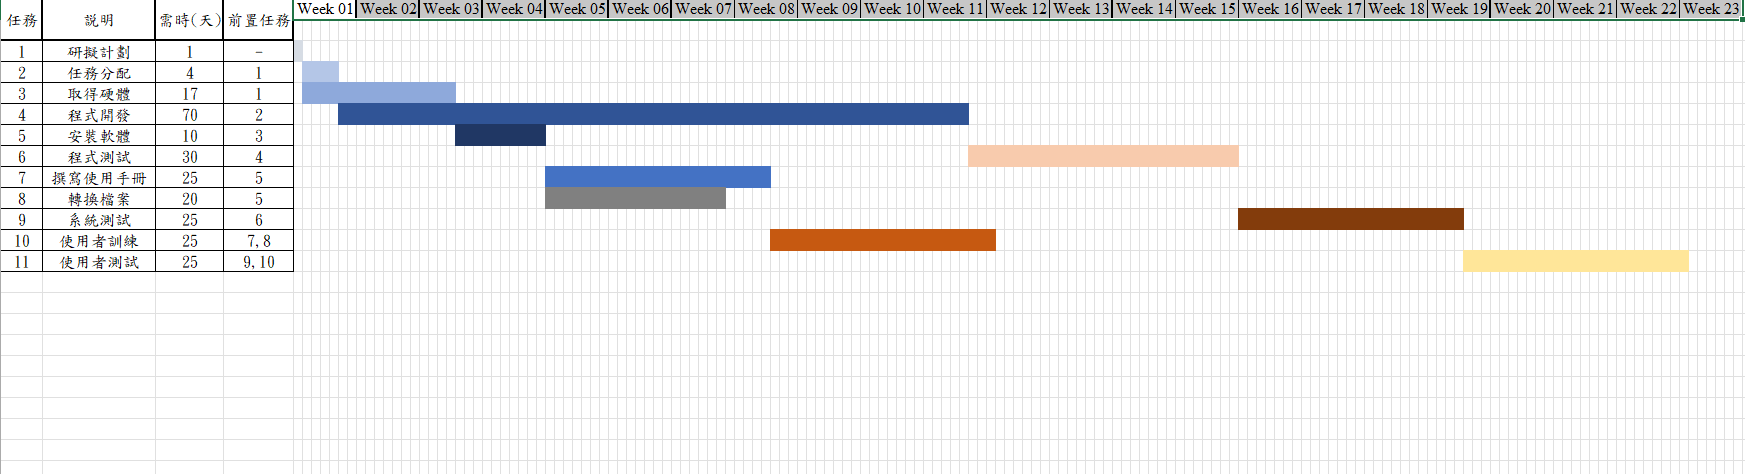 任務 說明 需時(天) 前置任務 Week 01 Week 02 Week 03 Week 04 Week 05 Week 06 Week 07 Week 08 Week 09 Week 10 Week 11 Week 12 Week 13 Week 14 Week 15 Week 16 Week 17 Week 18 Week 19 Week 20 Week 21 Week 22 Week 23
1 研擬計劃 1 -
2 任務分配 4 1
3 取得硬體 17 1
4 程式開發 70 2
5 安裝軟體 10 3
6 程式測試 30 4
7 撰寫使用手冊 25 5
8 轉換檔案 20 5
9 系統測試 25 6
10 使用者訓練 25 7,8
11 使用者測試 25 9,10